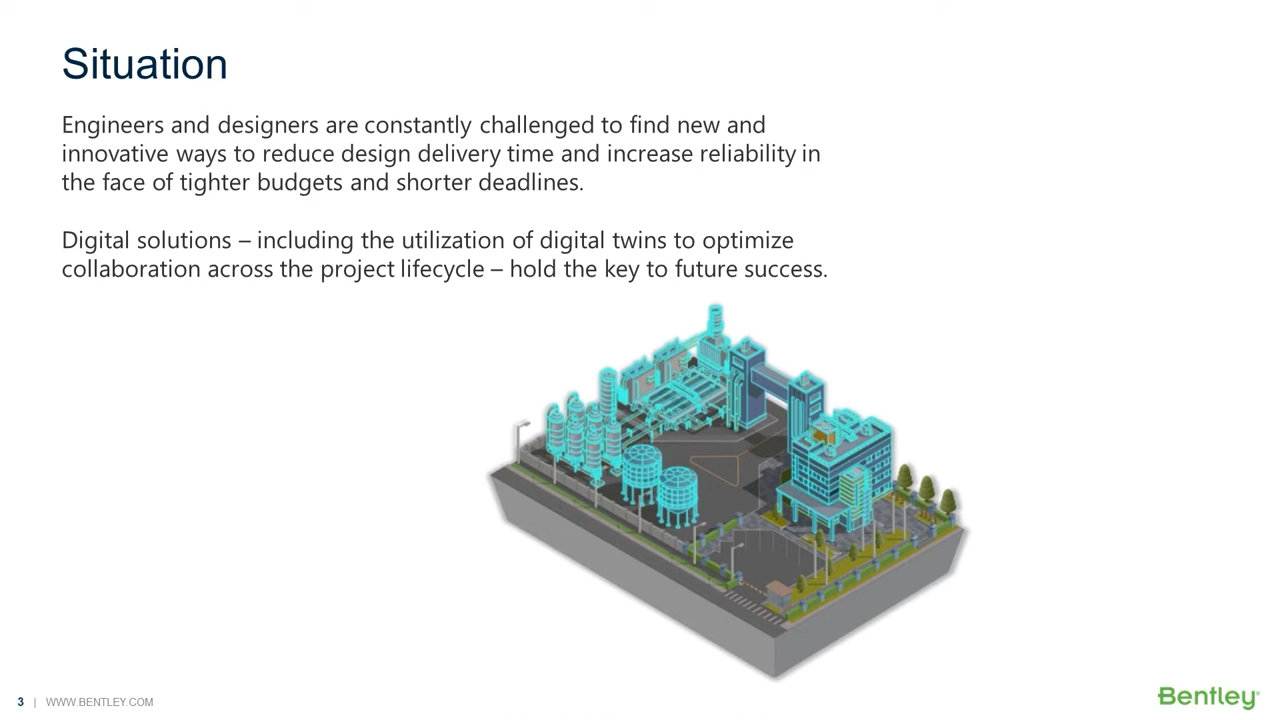 Situation
Engineers and designers are constantly challenged to find new and
innovative ways to reduce design delivery time and increase reliability in
the face of tighter budgets and shorter deadlines.
Digital solutions – including the utilization of digital twins to optimize
collaboration across the project lifecycle – hold the key to future success.
3 | WWW.BENTLEY.COM
Bentley®